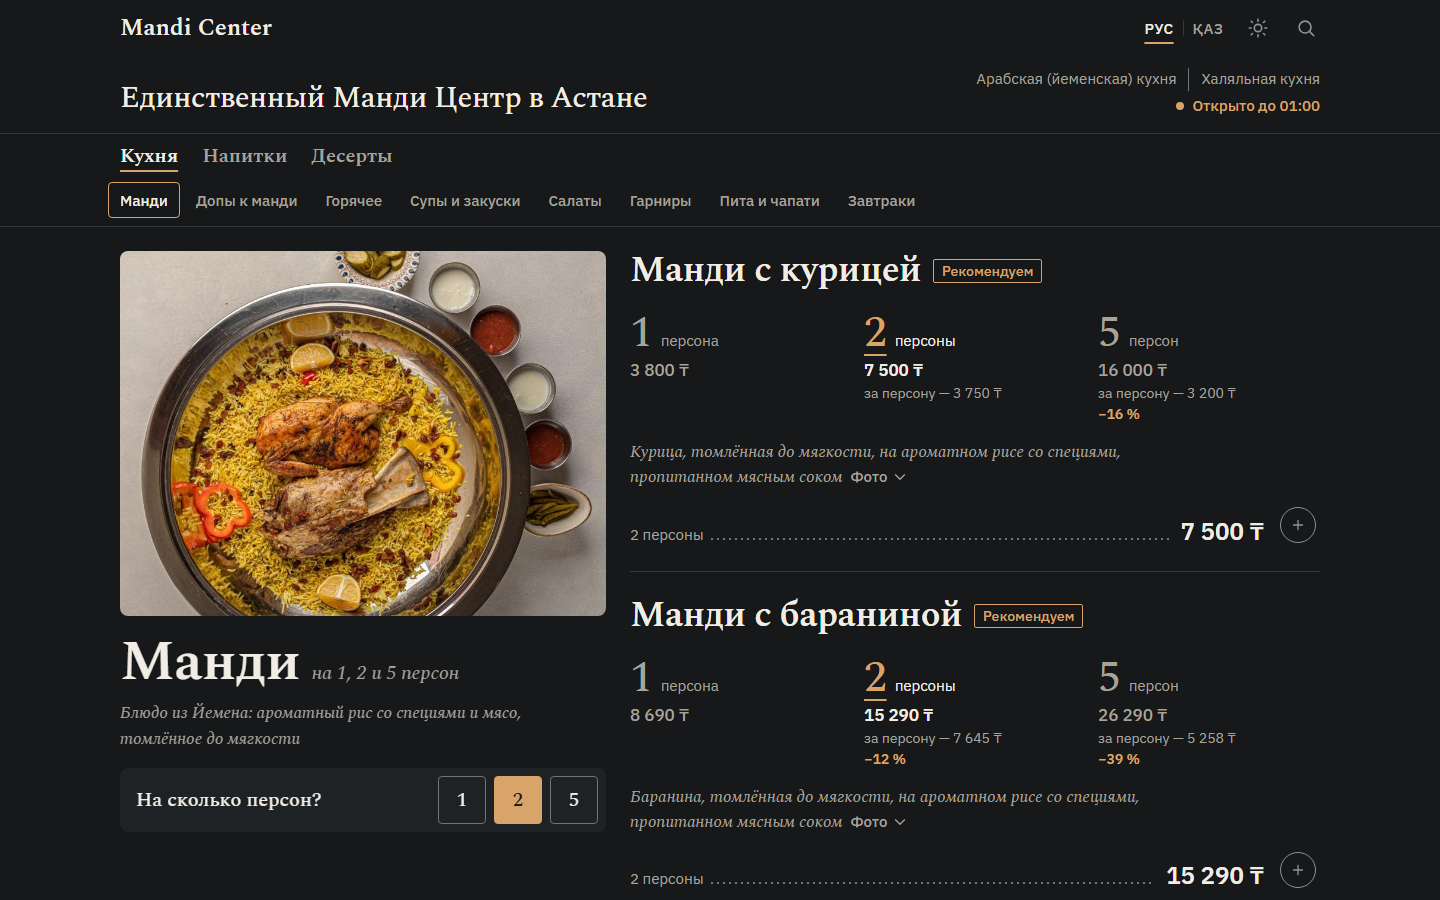 Mandi Center
РУС ҚАЗ
Единственный Манди Центр в Астане
Арабская (йеменская) кухня Халяльная кухня
Открыто до 01:00
Кухня Напитки Десерты
Манди Допы к манди Горячее Супы и закуски Салаты Гарниры Пита и чапати Завтраки
Манди на 1, 2 и 5 персон
Блюдо из Йемена: ароматный рис со специями и мясо,
томлённое до мягкости
На сколько персон? 1 2 5
Манди с курицей Рекомендуем
1 персона 2 персоны 5 персон
3 800 ₸ 7 500 ₸ 16 000 ₸
за персону — 3 750 ₸ за персону — 3 200 ₸
−16 %
Курица, томлённая до мягкости, на ароматном рисе со специями,
пропитанном мясным соком Фото
2 персоны 7 500 ₸
Манди с бараниной Рекомендуем
1 персона 2 персоны 5 персон
8 690 ₸ 15 290 ₸ 26 290 ₸
за персону — 7 645 ₸ за персону — 5 258 ₸
−12 % −39 %
Баранина, томлённая до мягкости, на ароматном рисе со специями,
пропитанном мясным соком Фото
2 персоны 15 290 ₸